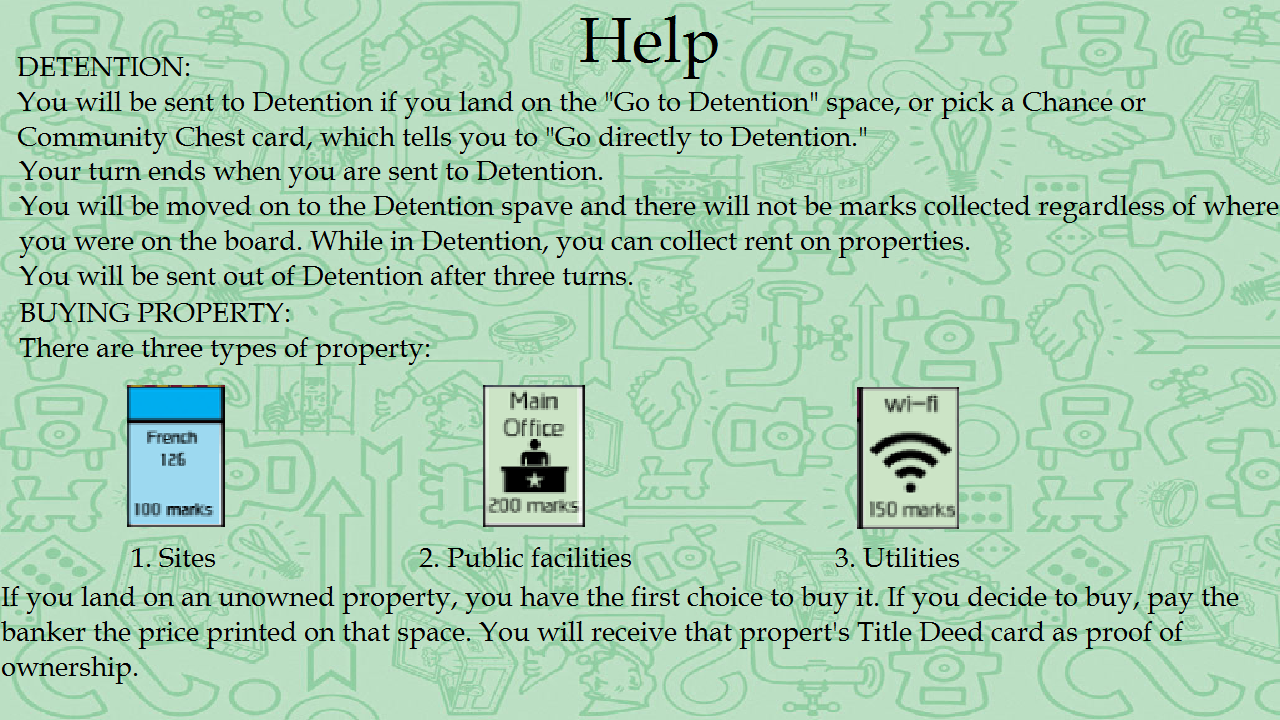 Help
DETENTION:
You will be sent to Detention if you land on the "Go to Detention" space, or pick a Chance or
Community Chest card, which tells you to "Go directly to Detention."
Your turn ends when you are sent to Detention.
You will be moved on to the Detention spave and there will not be marks collected regardless of where
you were on the board. While in Detention, you can collect rent on properties.
You will be sent out of Detention after three turns.
BUYING PROPERTY:
There are three types of property:
French
126
100 marks
Main
Office
200 marks
wi-fi
150 marks
1. Sites
2. Public facilities
3. Utilities
If you land on an unowned property, you have the first choice to buy it. If you decide to buy, pay the
banker the price printed on that space. You will receive that propert's Title Deed card as proof of
ownership.